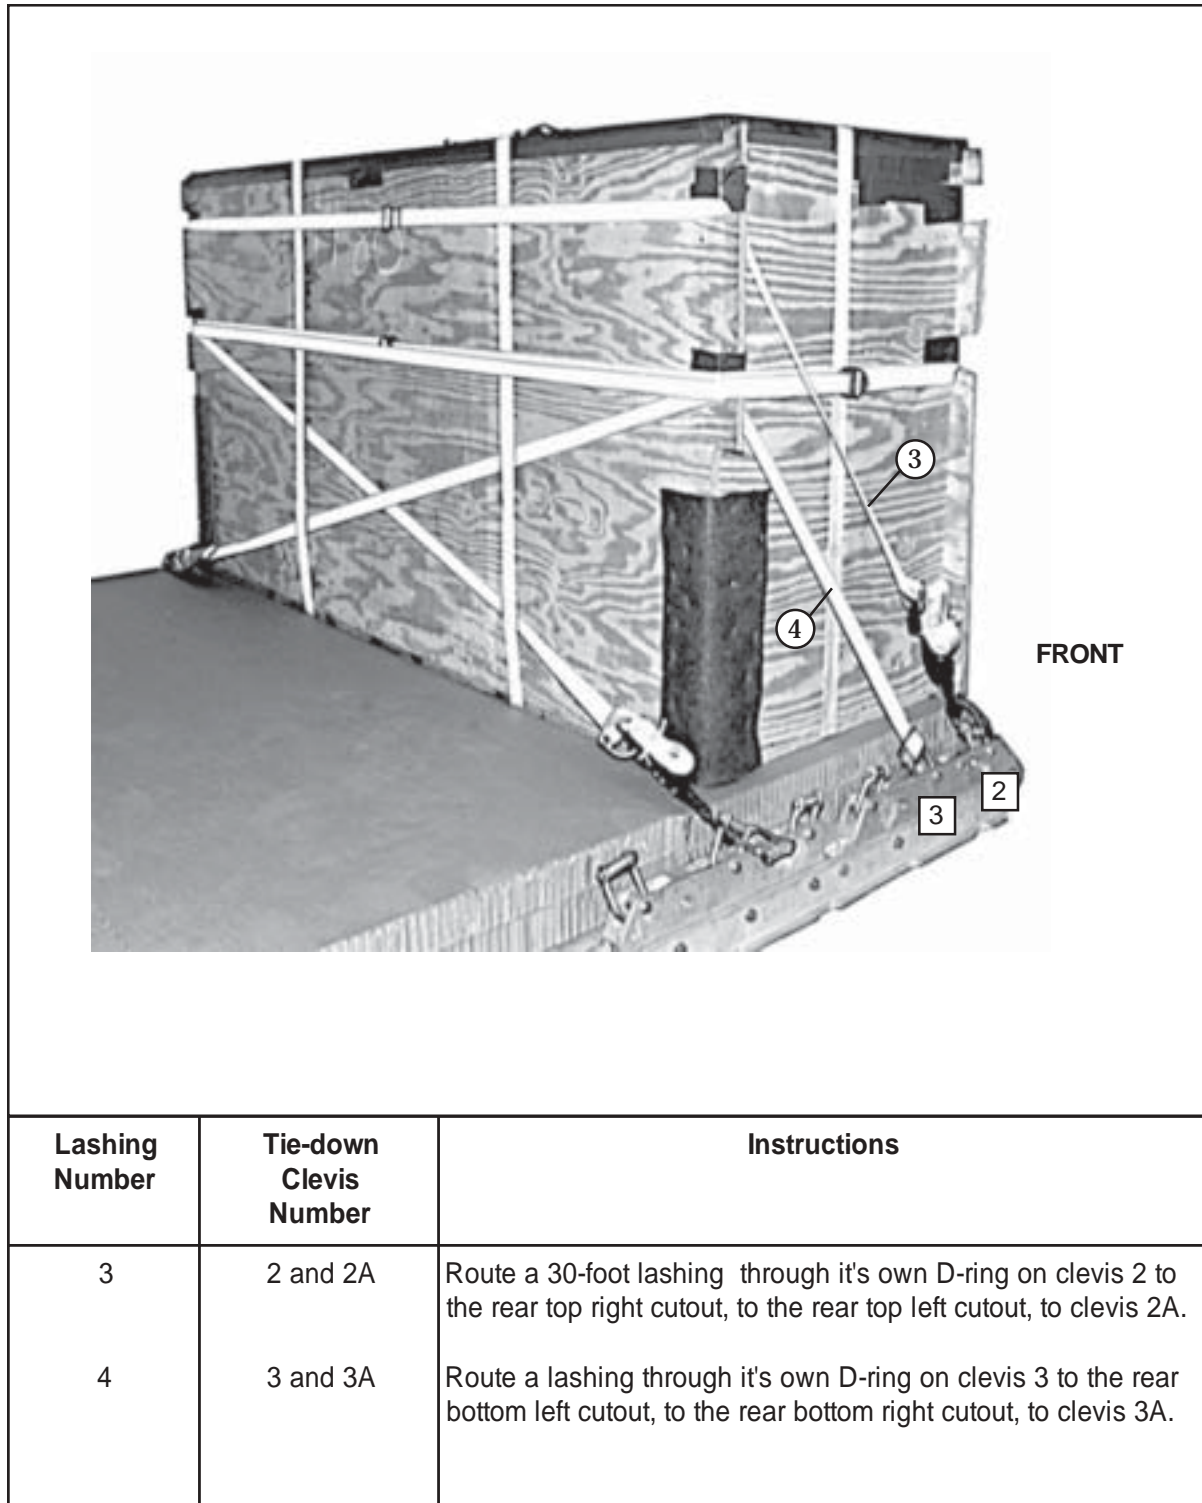 3
4
FRONT
2
3
Lashing
Number
Tie-down
Clevis
Number
Instructions
3
2 and 2A
Route a 30-foot lashing through it's own D-ring on clevis 2 to
the rear top right cutout, to the rear top left cutout, to clevis 2A.
4
3 and 3A
Route a lashing through it's own D-ring on clevis 3 to the rear
bottom left cutout, to the rear bottom right cutout, to clevis 3A.